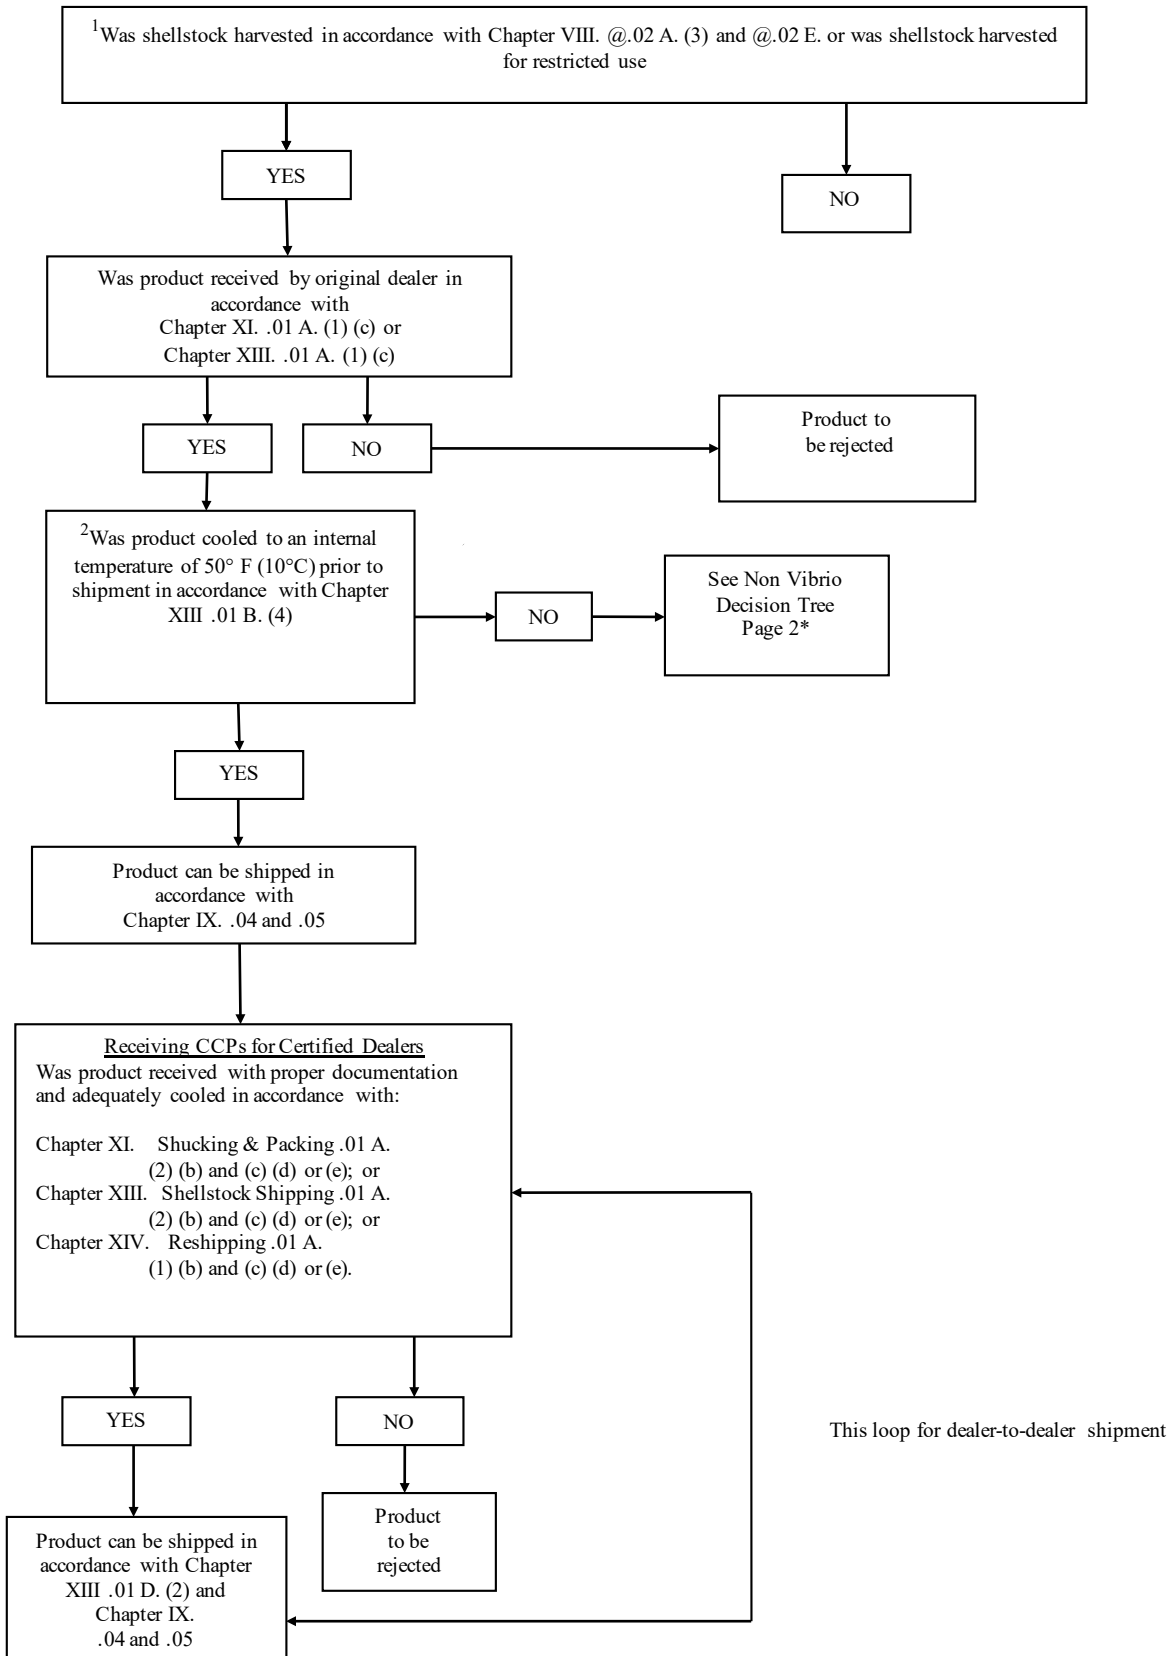 1Was shellstock harvested in accordance with Chapter VIII. @.02 A. (3) and @.02 E. or was shellstock harvested
for restricted use
YES
NO
Was product received by original dealer in
accordance with
Chapter XI. .01 A. (1) (c) or
Chapter XIII. .01 A. (1) (c)
YES
NO
Product to
be rejected
2Was product cooled to an internal
temperature of 50° F (10°C) prior to
shipment in accordance with Chapter
XIII .01 B. (4)
NO
See Non Vibrio
Decision Tree
Page 2*
YES
Product can be shipped in
accordance with
Chapter IX. .04 and .05
Receiving CCPs for Certified Dealers
Was product received with proper documentation
and adequately cooled in accordance with:
Chapter XI. Shucking & Packing .01 A.
(2) (b) and (c) (d) or (e); or
Chapter XIII. Shellstock Shipping .01 A.
(2) (b) and (c) (d) or (e); or
Chapter XIV. Reshipping .01 A.
(1) (b) and (c) (d) or (e).
YES
NO
This loop for dealer-to-dealer shipment
Product
to be
rejected
Product can be shipped in
accordance with Chapter
XIII .01 D. (2) and
Chapter IX.
.04 and .05